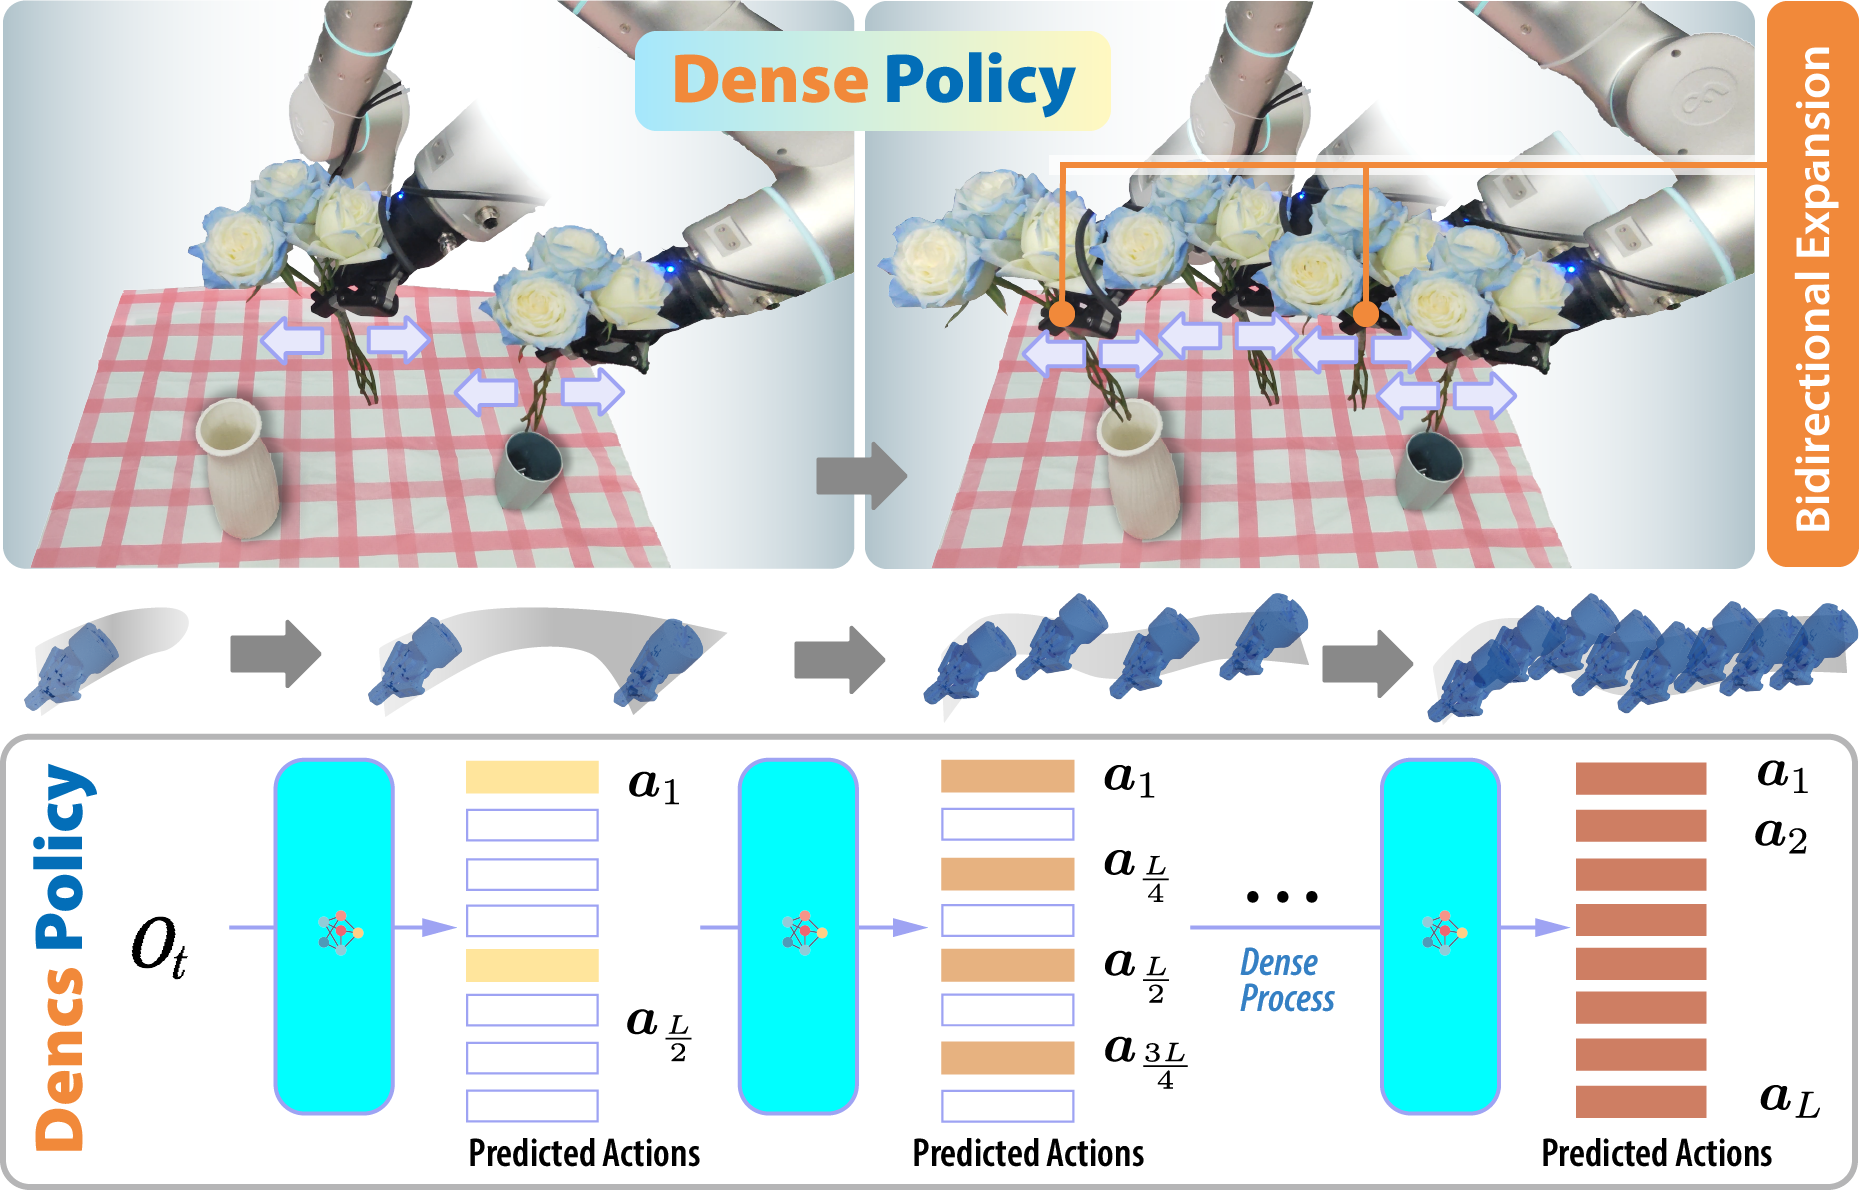 Dense Policy
Bidirectional Expansion
Dencs Policy
O_t
a_1
a_{\frac{L}{2}}
Predicted Actions
a_1
a_{\frac{L}{4}}
a_{\frac{L}{2}}
a_{\frac{3L}{4}}
Predicted Actions
...
Dense
Process
a_1
a_2
a_L
Predicted Actions